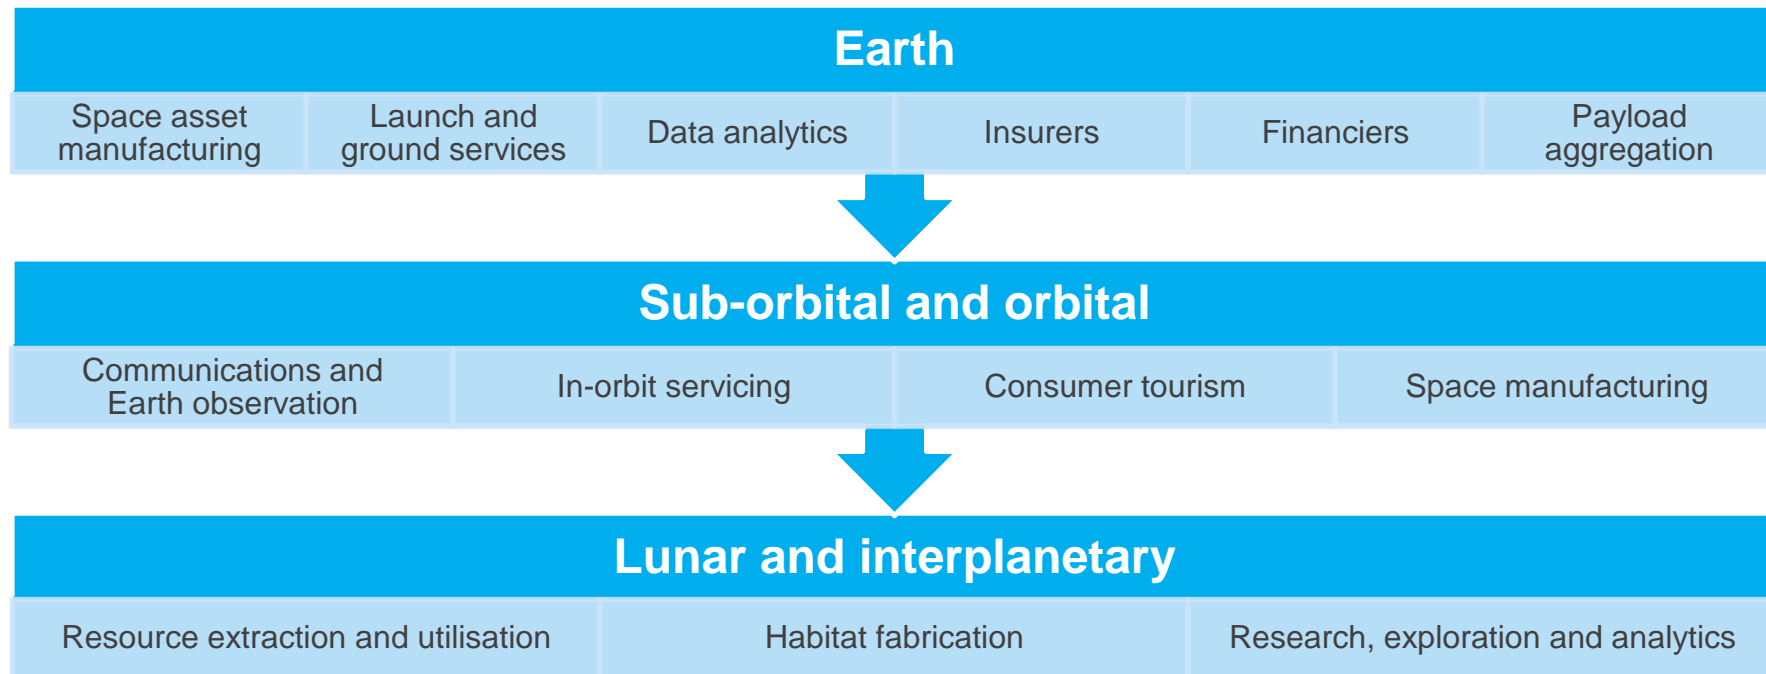 Earth
Space asset
manufacturing
Launch and
ground services
Data analytics
Insurers
Financiers
Payload
aggregation
Sub-orbital and orbital
Communications and
Earth observation
In-orbit servicing
Consumer tourism
Space manufacturing
Lunar and interplanetary
Resource extraction and utilisation
Habitat fabrication
Research, exploration and analytics